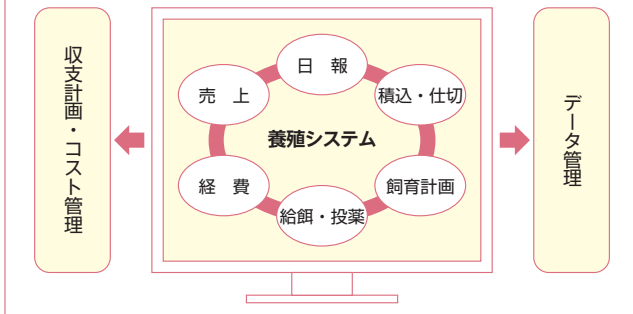 収支計画・コスト管理
日　報
売　上
積込・仕切
養殖システム
経　費
飼育計画
給餌・投薬
データ管理